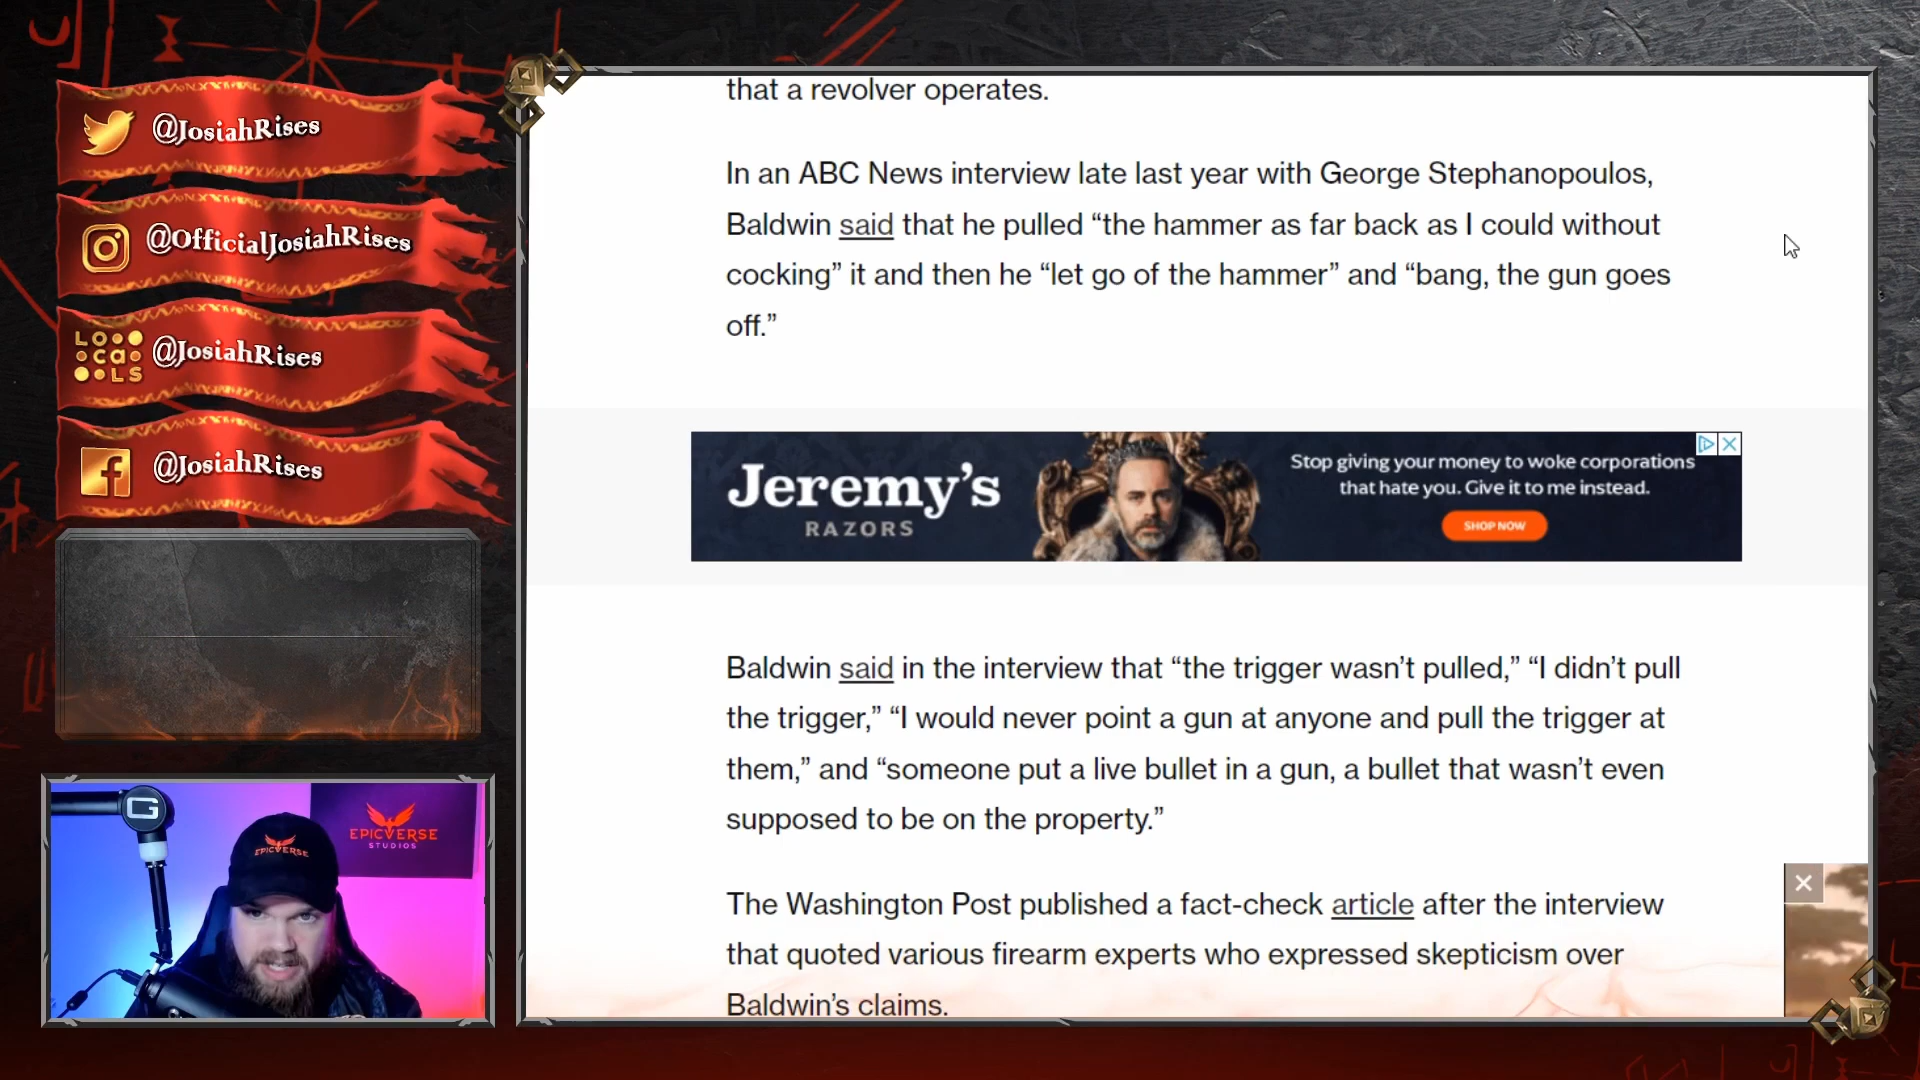 @JosiahRises
@OfficialJosiahRises
LO
ca
LS
@JosiahRises
@JosiahRises
G
EPICVERSE
EPICVERSE
STUDIOS
that a revolver operates.
In an ABC News interview late last year with George Stephanopoulos,
Baldwin said that he pulled “the hammer as far back as I could without
cocking” it and then he “let go of the hammer” and “bang, the gun goes
off.”
Jeremy’s
RAZORS
Stop giving your money to woke corporations
that hate you. Give it to me instead.
SHOP NOW
Baldwin said in the interview that “the trigger wasn’t pulled,” “I didn’t pull
the trigger,” “I would never point a gun at anyone and pull the trigger at
them,” and “someone put a live bullet in a gun, a bullet that wasn’t even
supposed to be on the property.”
The Washington Post published a fact-check article after the interview
that quoted various firearm experts who expressed skepticism over
Baldwin’s claims.